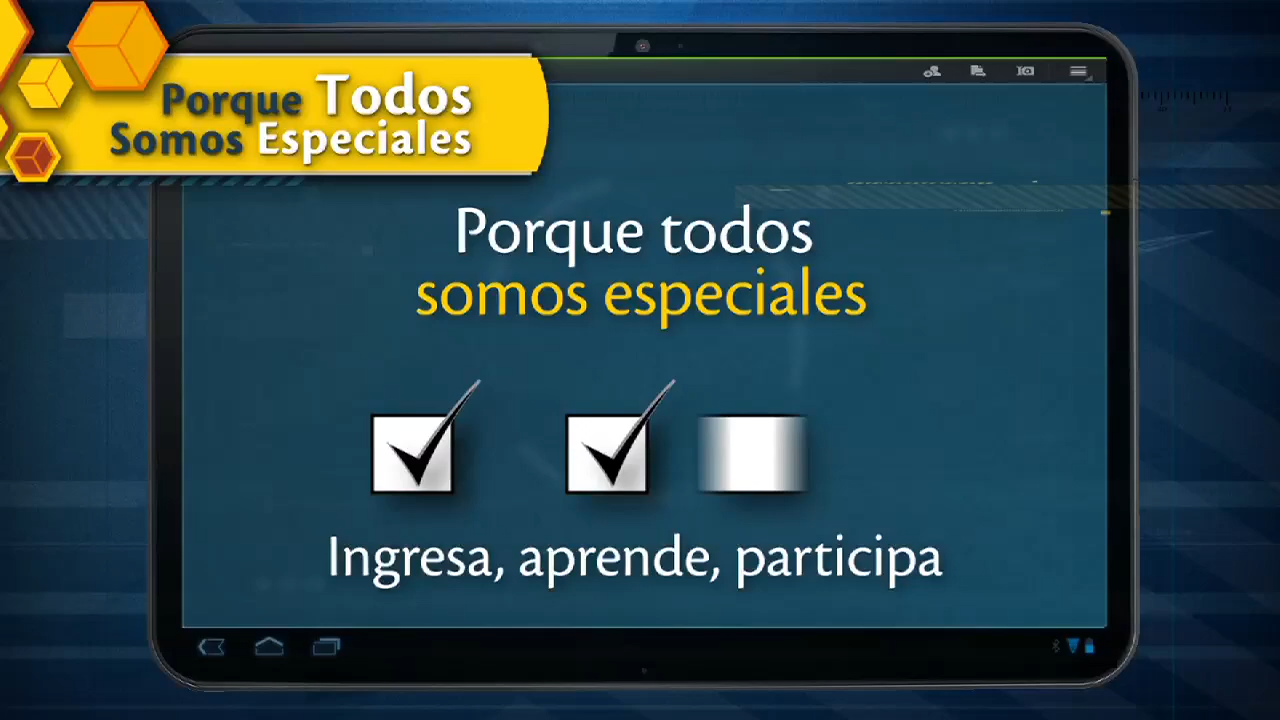 Porque Todos
Somos Especiales
Porque todos
somos especiales
Ingresa, aprende, participa